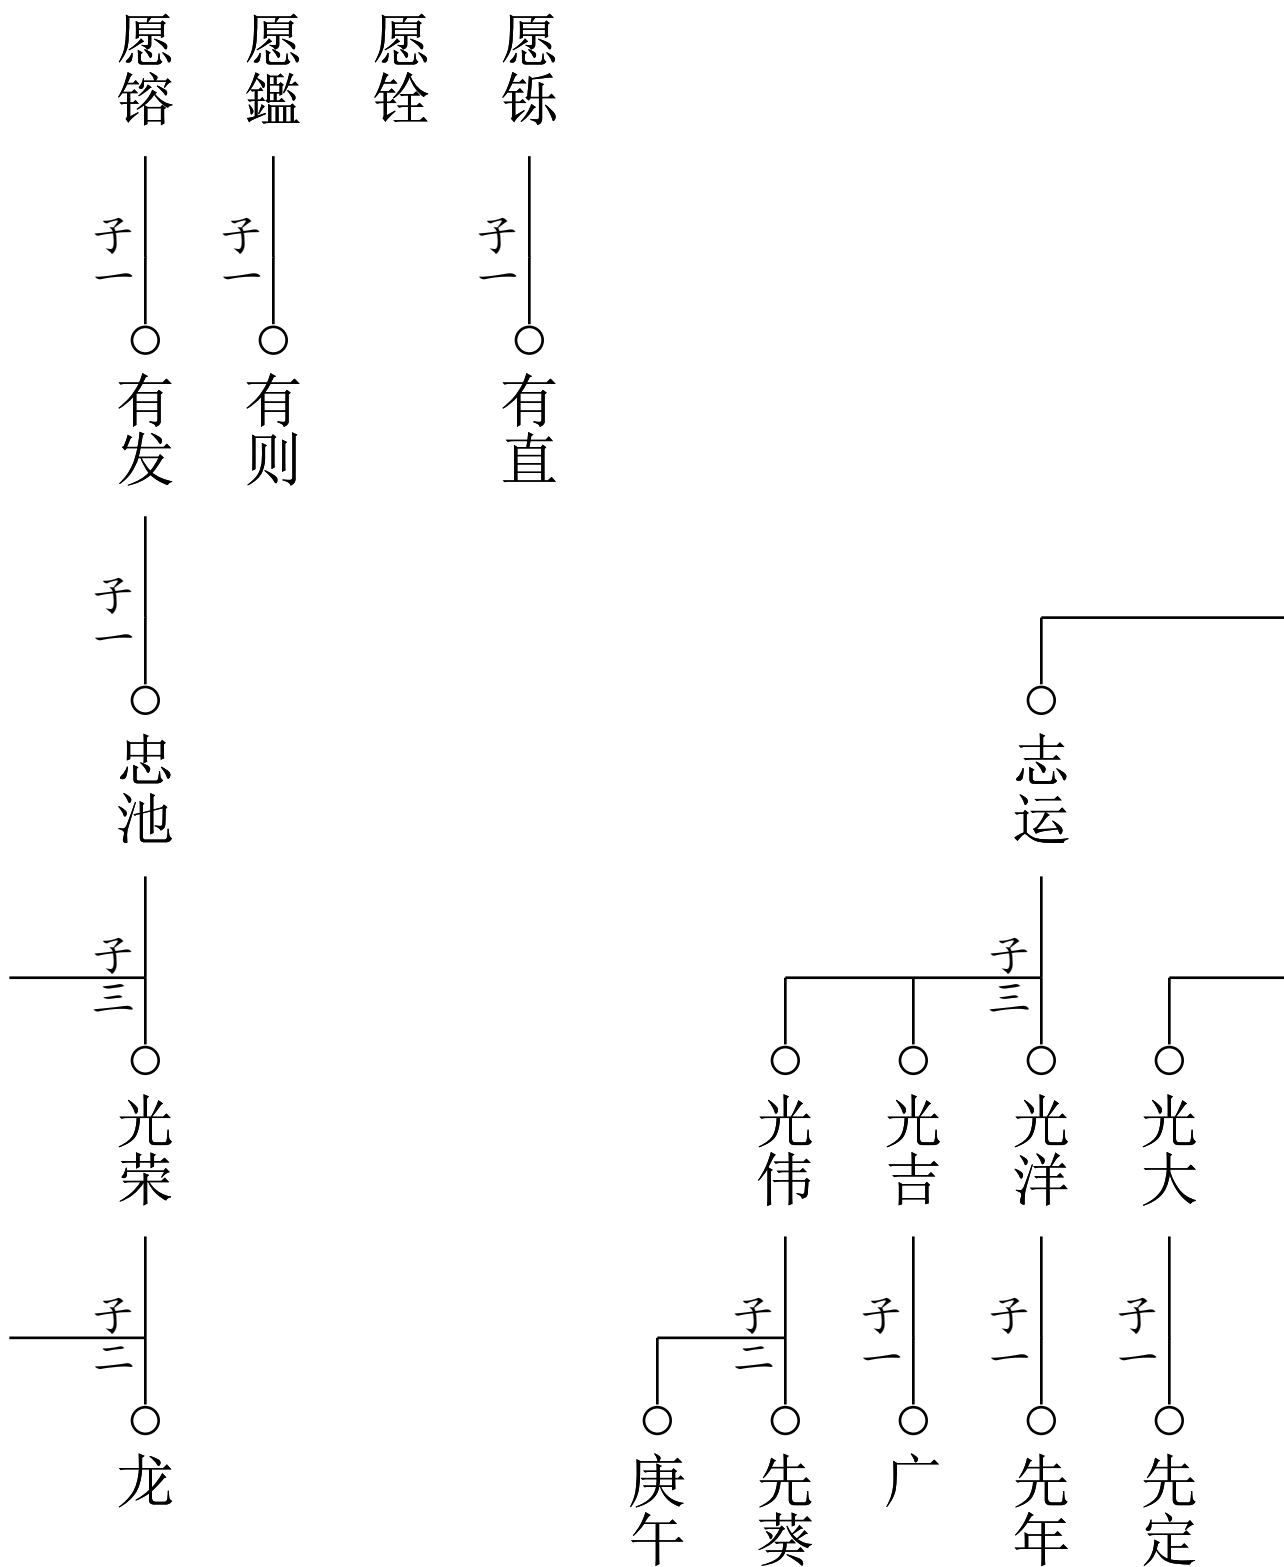 愿铄
愿铨
愿鑑
愿镕
子一
子一
子一
有直
有则
有发
子一
志运
忠池
子三
子三
光大
光洋
光吉
光伟
光荣
子一
子一
子一
子二
子二
先定
先年
广
先葵
庚午
龙